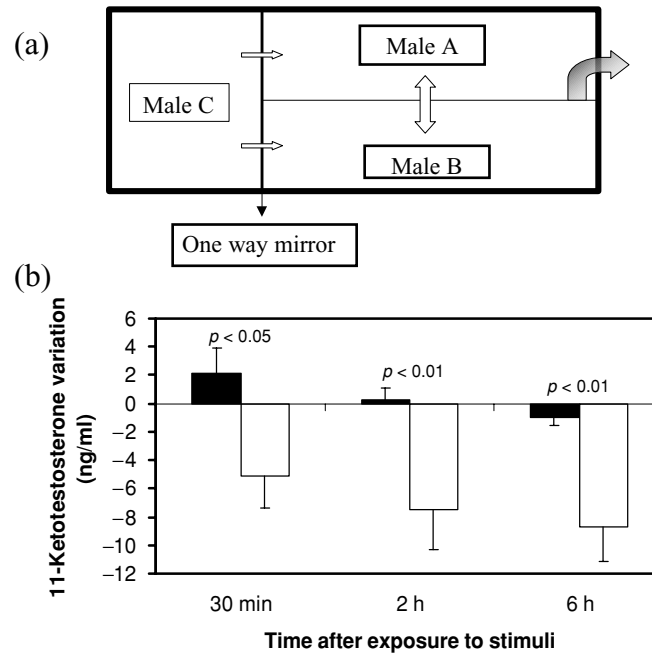 (a)
Male A
Male C
Male B
One way mirror
(b)
11-Ketotestosterone variation
(ng/ml)
6
4
2
0
−2
−4
−6
−8
−10
−12
p < 0.05
p < 0.01
p < 0.01
30 min
2 h
6 h
Time after exposure to stimuli